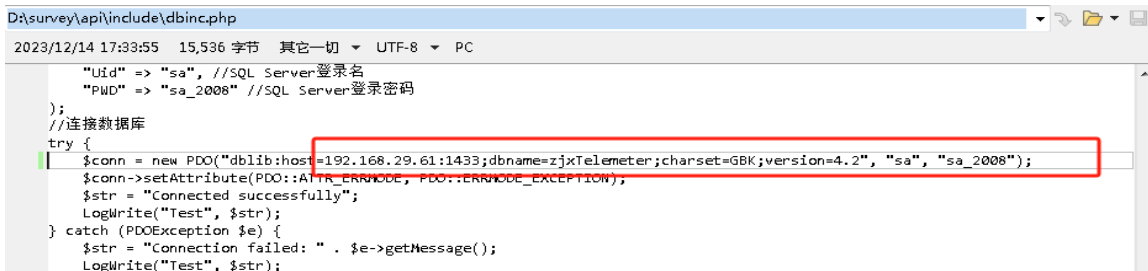 D:\survey\api\include\dbinc.php
2023/12/14 17:33:55 15,536 字节 其它一切 UTF-8 PC
"Uid" => "sa", //SQL Server登录名
"PWD" => "sa_2008" //SQL Server登录密码
);
//连接数据库
try {
$conn = new PDO("dblib:host=192.168.29.61:1433;dbname=zjxTelemeter;charset=GBK;version=4.2", "sa", "sa_2008");
$conn->setAttribute(PDO::ATTR_ERRMODE, PDO::ERRMODE_EXCEPTION);
$str = "Connected successfully";
LogWrite("Test", $str);
} catch (PDOException $e) {
$str = "Connection failed: " . $e->getMessage();
LogWrite("Test", $str);